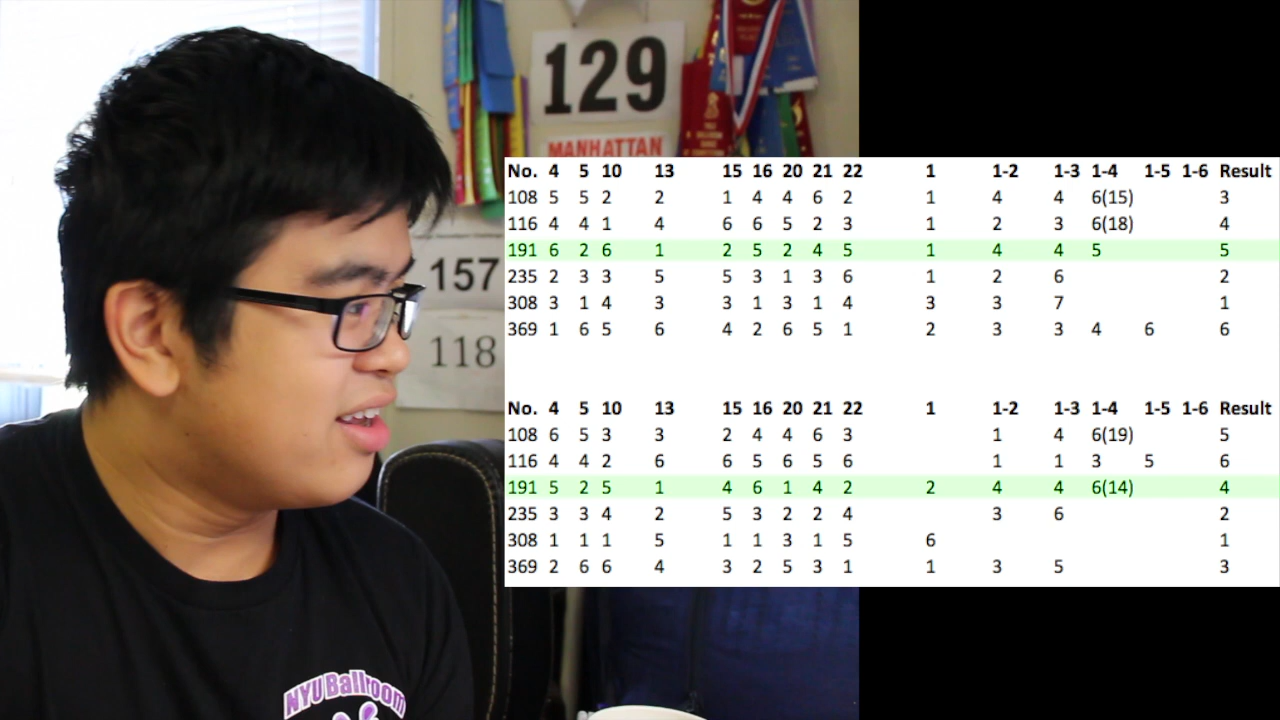 129
MANHATTAN
157
118
NYU Ballroom
No. 4 5 10 13 15 16 20 21 22 1 1-2 1-3 1-4 1-5 1-6 Result
108 5 5 2 2 1 4 4 6 2 1 4 4 6(15) 3
116 4 4 1 4 6 6 5 2 3 1 2 3 6(18) 4
191 6 2 6 1 2 5 2 4 5 1 4 4 5 5
235 2 3 3 5 5 3 1 3 6 1 2 6 2
308 3 1 4 3 3 1 3 1 4 3 3 7 1
369 1 6 5 6 4 2 6 5 1 2 3 3 4 6 6
No. 4 5 10 13 15 16 20 21 22 1 1-2 1-3 1-4 1-5 1-6 Result
108 6 5 3 3 2 4 4 6 3 1 4 6(19) 5
116 4 4 2 6 6 5 6 5 6 1 1 3 5 6
191 5 2 5 1 4 6 1 4 2 2 4 4 6(14) 4
235 3 3 4 2 5 3 2 2 4 3 6 2
308 1 1 1 5 1 1 3 1 5 6 1
369 2 6 6 4 3 2 5 3 1 1 3 5 3